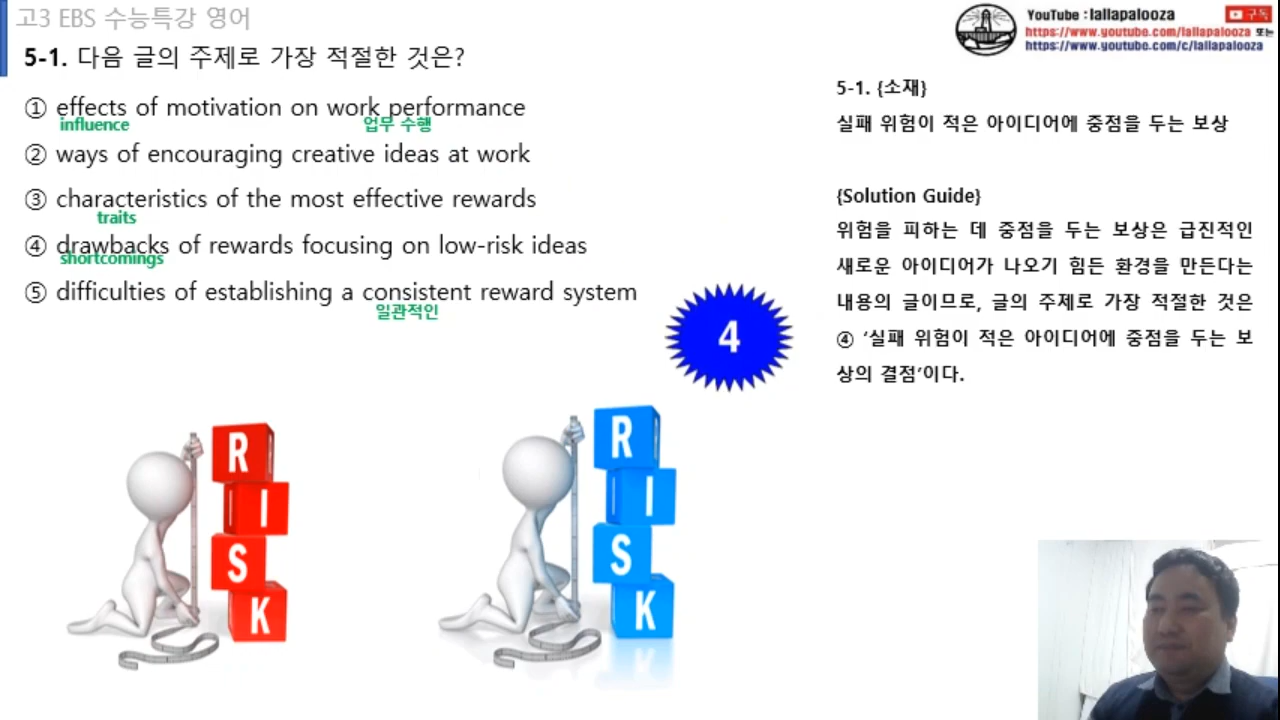 고3 EBS 수능특강 영어
5-1. 다음 글의 주제로 가장 적절한 것은?
① effects of motivation on work performance
influence 업무 수행
② ways of encouraging creative ideas at work
③ characteristics of the most effective rewards
traits
④ drawbacks of rewards focusing on low-risk ideas
shortcomings
⑤ difficulties of establishing a consistent reward system
일관적인
4
R
I
S
K
R
I
S
K
YouTube : lallapalooza
구독
https://www.youtube.com/lallapalooza 또는
https://www.youtube.com/c/lallapalooza
5-1. {소재}
실패 위험이 적은 아이디어에 중점을 두는 보상
{Solution Guide}
위험을 피하는 데 중점을 두는 보상은 급진적인
새로운 아이디어가 나오기 힘든 환경을 만든다는
내용의 글이므로, 글의 주제로 가장 적절한 것은
④ ‘실패 위험이 적은 아이디어에 중점을 두는 보
상의 결점’이다.